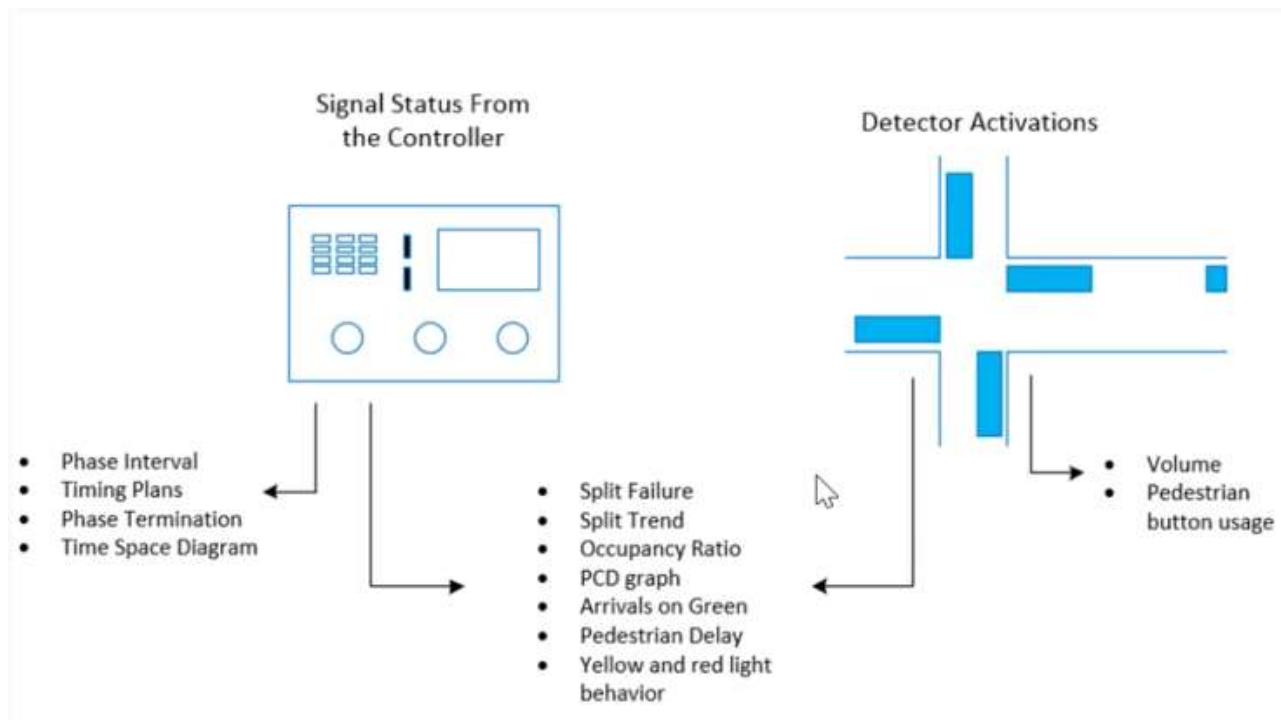 Signal Status From
the Controller
Detector Activations
Phase Interval
Timing Plans
Phase Termination
Time Space Diagram
Split Failure
Split Trend
Occupancy Ratio
PCD graph
Arrivals on Green
Pedestrian Delay
Yellow and red light
behavior
Volume
Pedestrian
button usage